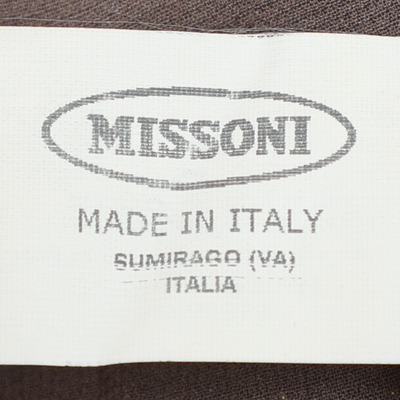 MISSONI
MADE IN ITALY
SUMIRAGO (VA)
ITALIA